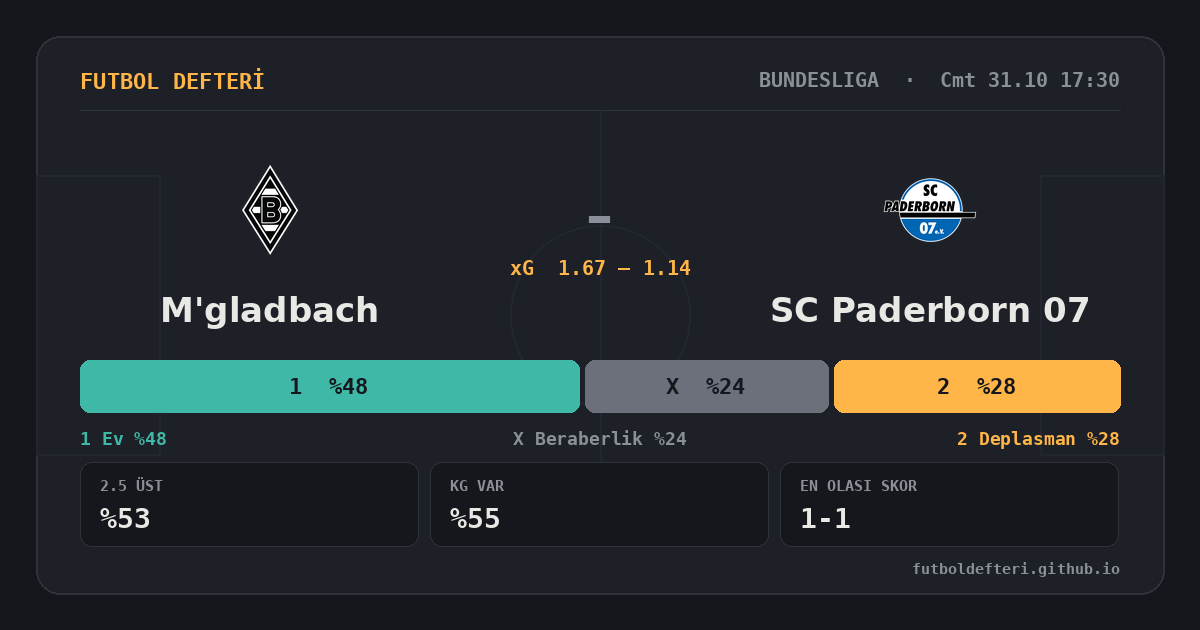 FUTBOL DEFTERİ
BUNDESLIGA · Cmt 31.10 17:30
B
SC
PADERBORN
07 e.V.
–
xG 1.67 — 1.14
M'gladbach
SC Paderborn 07
1 %48
X %24
2 %28
1 Ev %48
X Beraberlik %24
2 Deplasman %28
2.5 ÜST
KG VAR
EN OLASI SKOR
%53
%55
1-1
futboldefteri.github.io